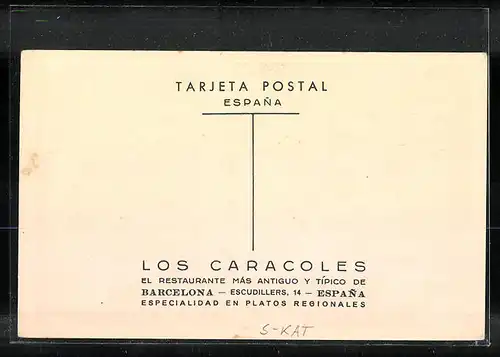 TARJETA POSTAL
ESPAÑA
LOS CARACOLES
EL RESTAURANTE MÁS ANTIGUO Y TÍPICO DE
BARCELONA — ESCUDILLERS, 14 — ESPAÑA
ESPECIALIDAD EN PLATOS REGIONALES
S-KAT